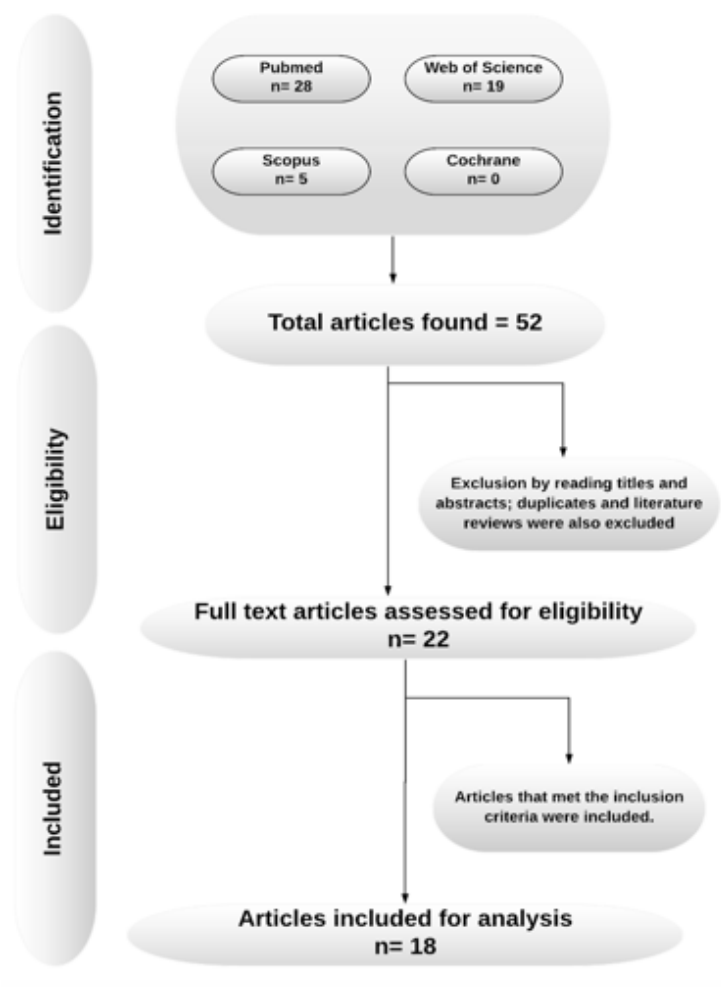 Identification
Pubmed
n= 28
Web of Science
n= 19
Scopus
n= 5
Cochrane
n= 0
Total articles found = 52
Eligibility
Exclusion by reading titles and
abstracts; duplicates and literature
reviews were also excluded
Full text articles assessed for eligibility
n= 22
Included
Articles that met the inclusion
criteria were included.
Articles included for analysis
n= 18